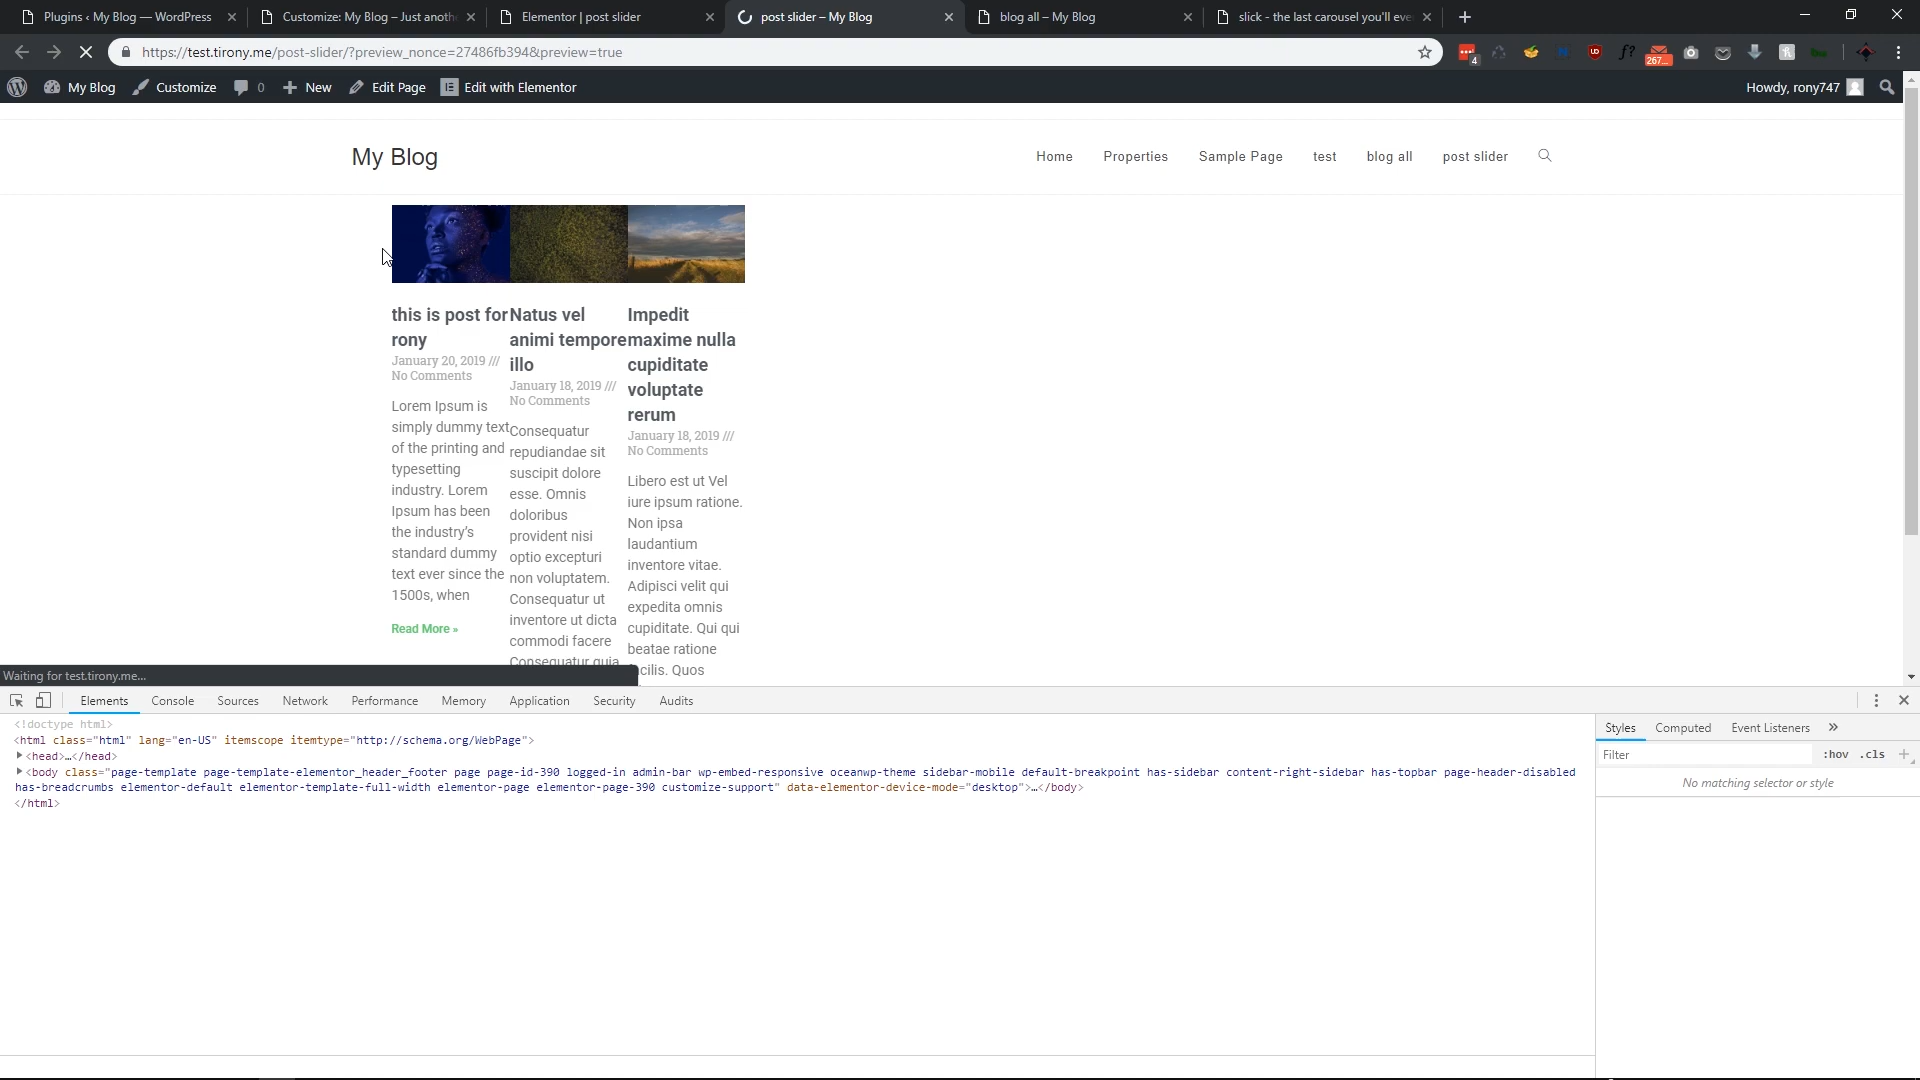 Plugins ‹ My Blog — WordPress
Customize: My Blog – Just anoth
Elementor | post slider
post slider – My Blog
blog all – My Blog
slick - the last carousel you'll eve
https://test.tirony.me/post-slider/?preview_nonce=27486fb394&preview=true
4
267...
f?
My Blog
Customize
0
New
Edit Page
Edit with Elementor
Howdy, rony747
My Blog
Home
Properties
Sample Page
test
blog all
post slider
this is post for
rony
January 20, 2019 ///
No Comments
Lorem Ipsum is
simply dummy text
of the printing and
typesetting
industry. Lorem
Ipsum has been
the industry's
standard dummy
text ever since the
1500s, when
Read More »
Natus vel
animi tempore
illo
January 18, 2019 ///
No Comments
Consequatur
repudiandae sit
suscipit dolore
esse. Omnis
doloribus
provident nisi
optio excepturi
non voluptatem.
Consequatur ut
inventore ut dicta
commodi facere
Consequatur quia
Impedit
maxime nulla
cupiditate
voluptate
rerum
January 18, 2019 ///
No Comments
Libero est ut Vel
iure ipsum ratione.
Non ipsa
laudantium
inventore vitae.
Adipisci velit qui
expedita omnis
cupiditate. Qui qui
beatae ratione
cilis. Quos
Waiting for test.tirony.me...
Elements
Console
Sources
Network
Performance
Memory
Application
Security
Audits
<!doctype html>
<html class="html" lang="en-US" itemscope itemtype="http://schema.org/WebPage">
<head>…</head>
<body class="page-template page-template-elementor_header_footer page page-id-390 logged-in admin-bar wp-embed-responsive oceanwp-theme sidebar-mobile default-breakpoint has-sidebar content-right-sidebar has-topbar page-header-disabled
has-breadcrumbs elementor-default elementor-template-full-width elementor-page elementor-page-390 customize-support" data-elementor-device-mode="desktop">…</body>
</html>
Styles
Computed
Event Listeners
»
Filter
:hov
.cls
+
No matching selector or style